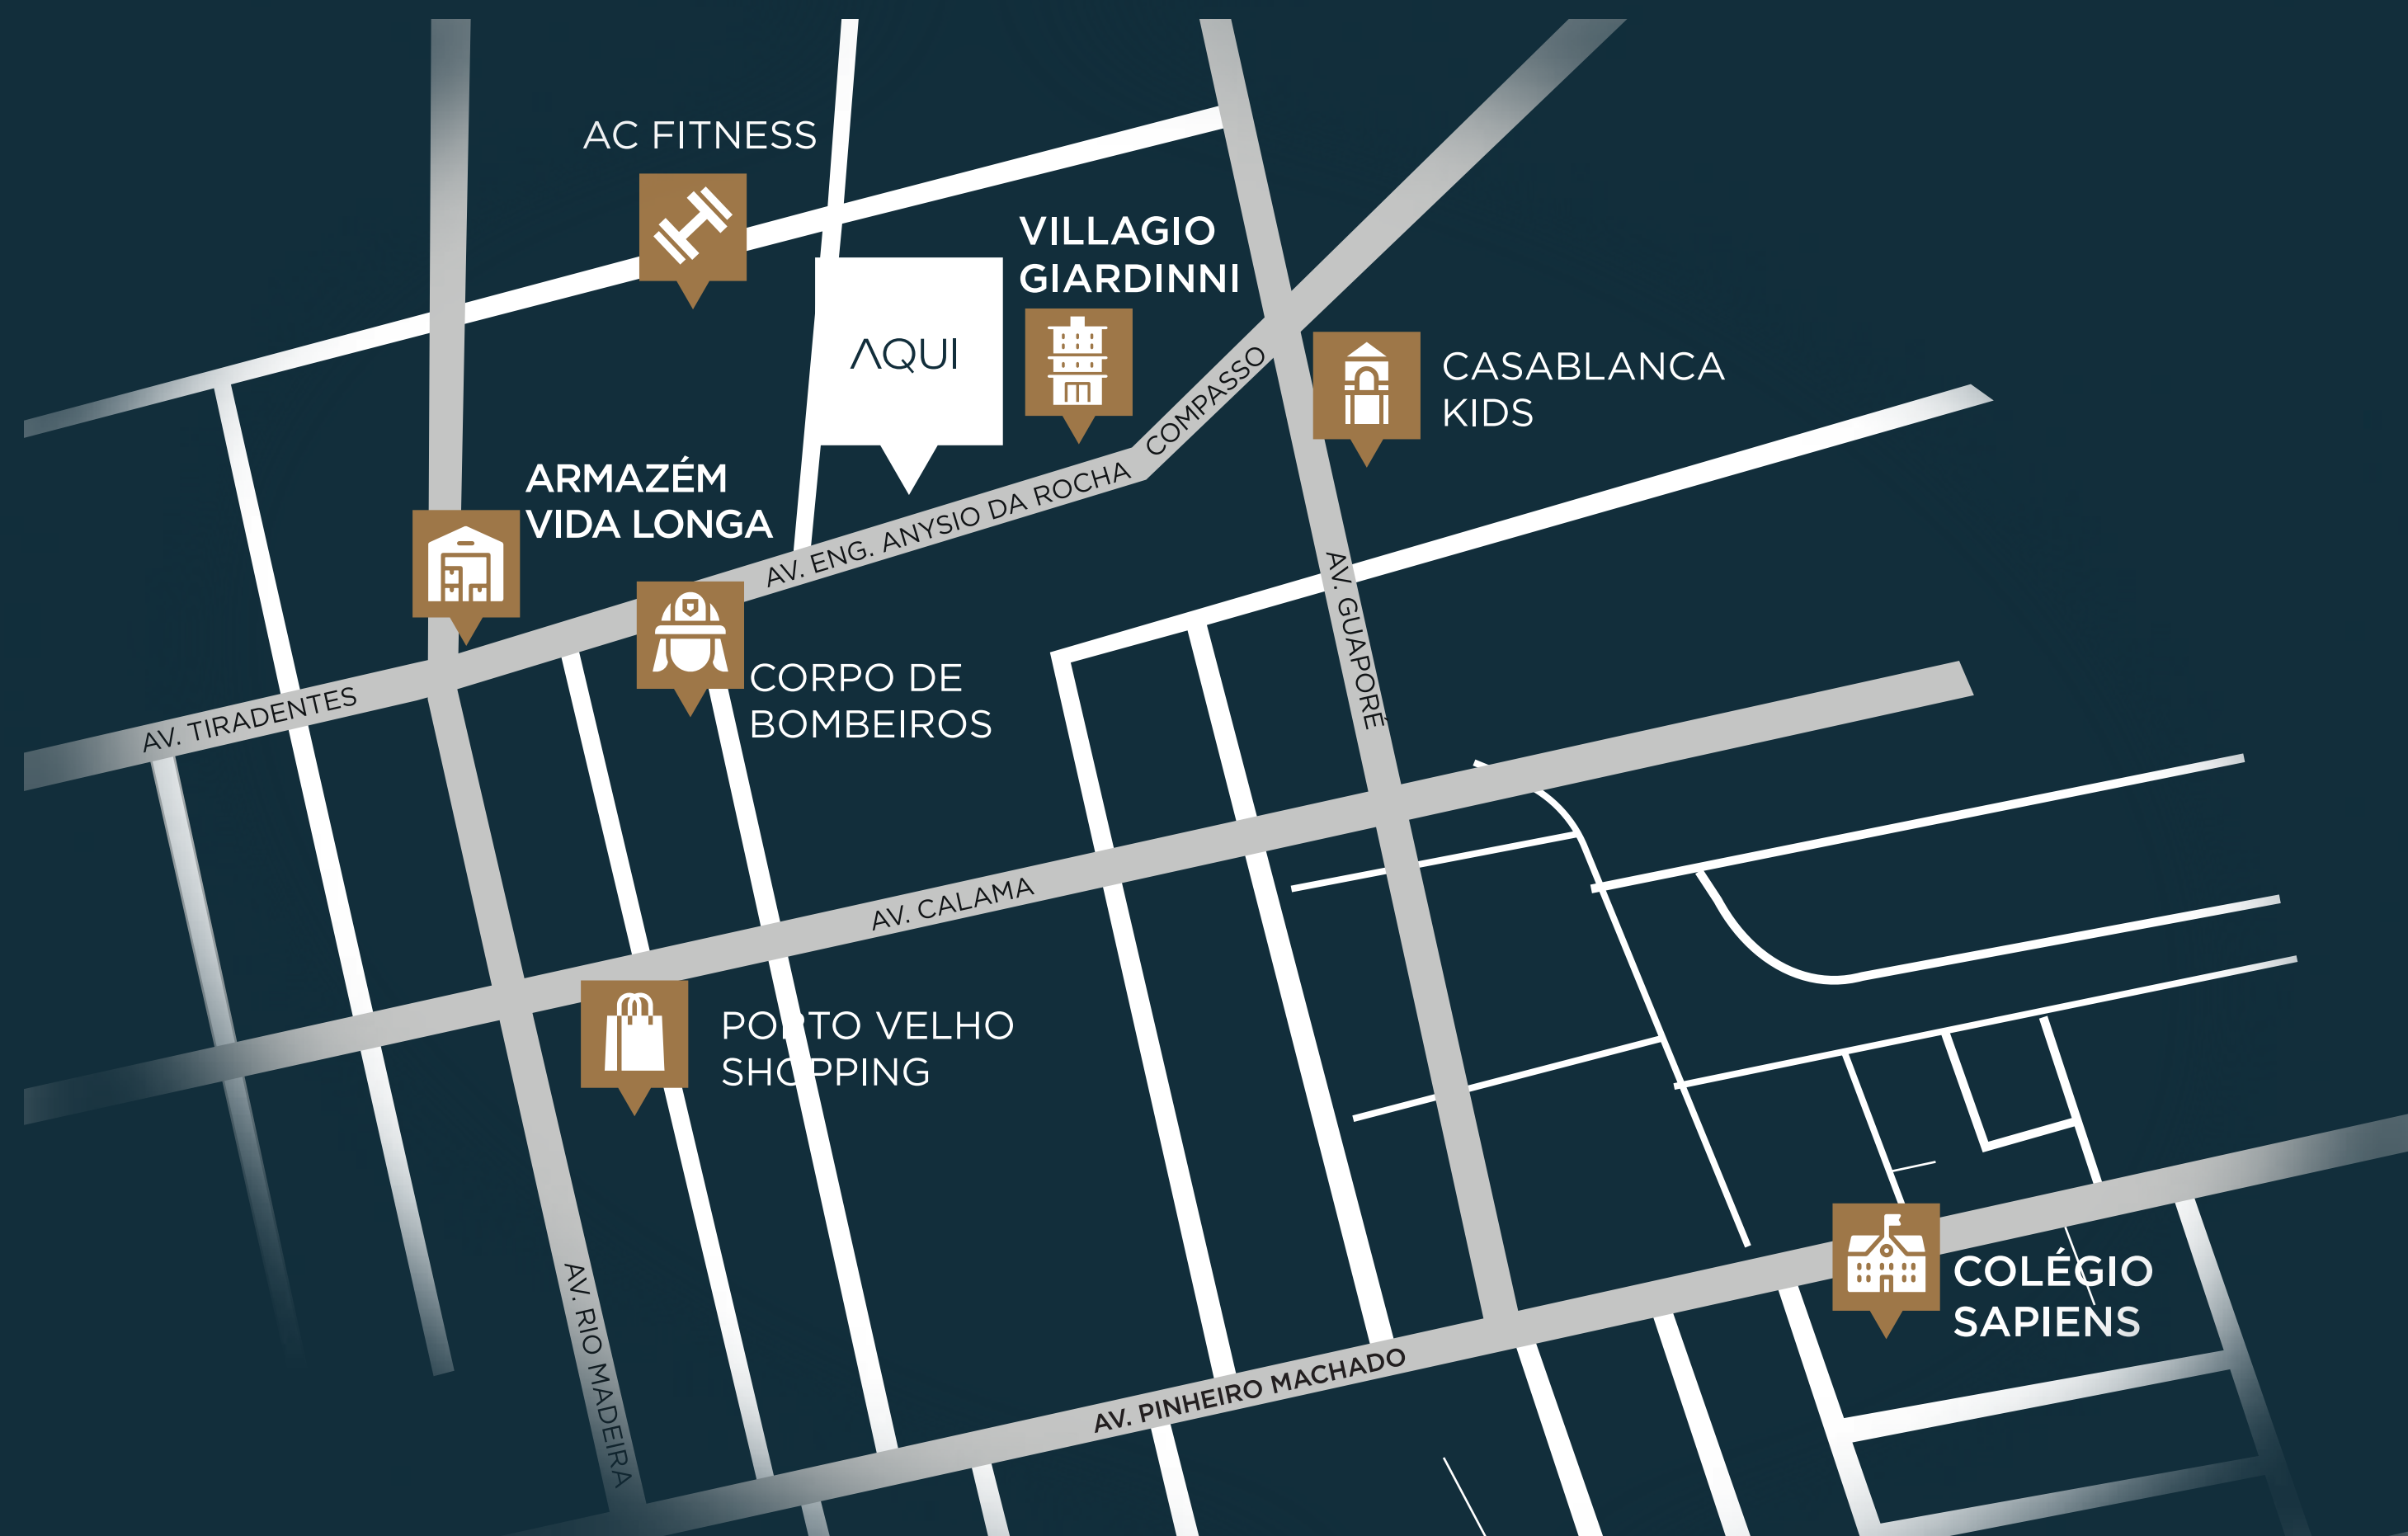 AC FITNESS
VILLAGIO
GIARDINNI
AQUI
CASABLANCA
KIDS
COMPASSO
ARMAZÉM
VIDA LONGA
AV. ENG. ANYSIO DA ROCHA
AV. GUAPORÉ
CORPO DE
BOMBEIROS
AV. TIRADENTES
AV. CALAMA
PORTO VELHO
SHOPPING
COLÉGIO
SAPIENS
AV. RIO MADEIRA
AV. PINHEIRO MACHADO